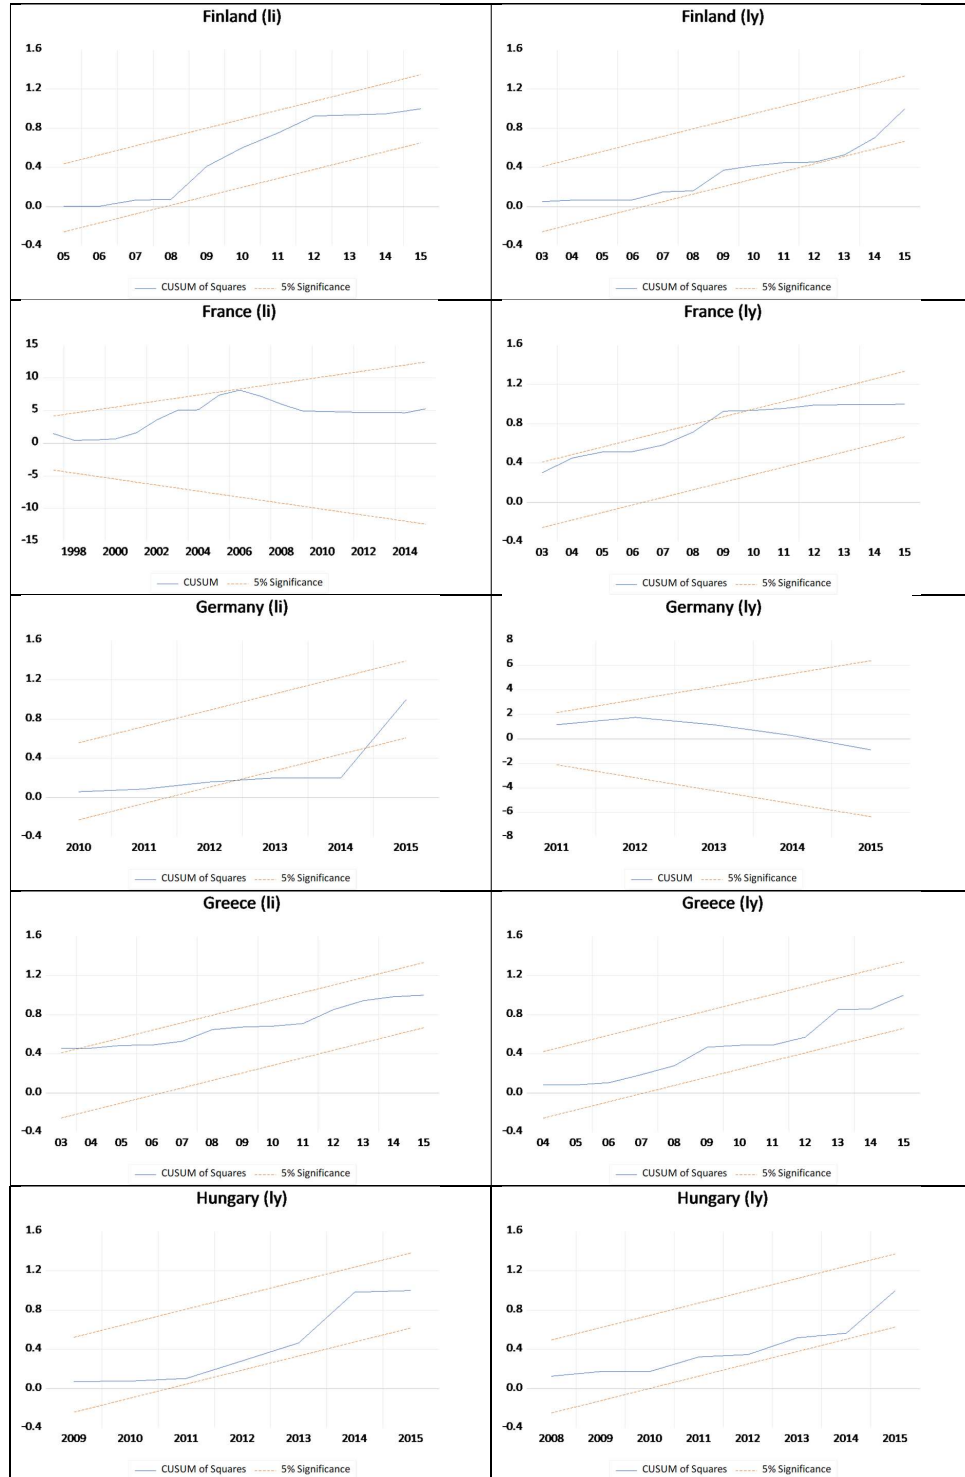 Finland (li)
1.6
1.2
0.8
0.4
0.0
-0.4
05 06 07 08 09 10 11 12 13 14 15
CUSUM of Squares 5% Significance
Finland (ly)
1.6
1.2
0.8
0.4
0.0
-0.4
03 04 05 06 07 08 09 10 11 12 13 14 15
CUSUM of Squares 5% Significance
France (li)
15
10
5
0
-5
-10
-15
1998 2000 2002 2004 2006 2008 2010 2012 2014
CUSUM 5% Significance
France (ly)
1.6
1.2
0.8
0.4
0.0
-0.4
03 04 05 06 07 08 09 10 11 12 13 14 15
CUSUM of Squares 5% Significance
Germany (li)
1.6
1.2
0.8
0.4
0.0
-0.4
2010 2011 2012 2013 2014 2015
CUSUM of Squares 5% Significance
Germany (ly)
8
6
4
2
0
-2
-4
-6
-8
2011 2012 2013 2014 2015
CUSUM 5% Significance
Greece (li)
1.6
1.2
0.8
0.4
0.0
-0.4
03 04 05 06 07 08 09 10 11 12 13 14 15
CUSUM of Squares 5% Significance
Greece (ly)
1.6
1.2
0.8
0.4
0.0
-0.4
04 05 06 07 08 09 10 11 12 13 14 15
CUSUM of Squares 5% Significance
Hungary (ly)
1.6
1.2
0.8
0.4
0.0
-0.4
2009 2010 2011 2012 2013 2014 2015
CUSUM of Squares 5% Significance
Hungary (ly)
1.6
1.2
0.8
0.4
0.0
-0.4
2008 2009 2010 2011 2012 2013 2014 2015
CUSUM of Squares 5% Significance